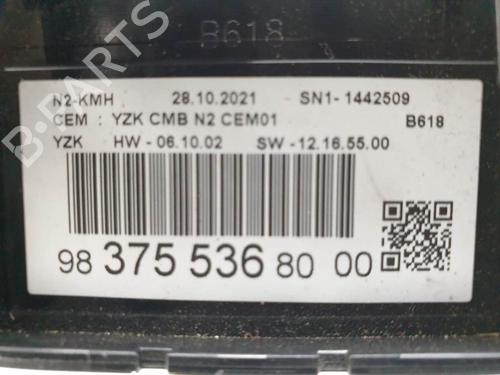 B618
N2-KMH 28.10.2021 SN1- 1442509
CEM : YZK CMB N2 CEM01 B618
YZK HW - 06.10.02 SW - 12.16.55.00
98 375 536 80 00
B-PARTS